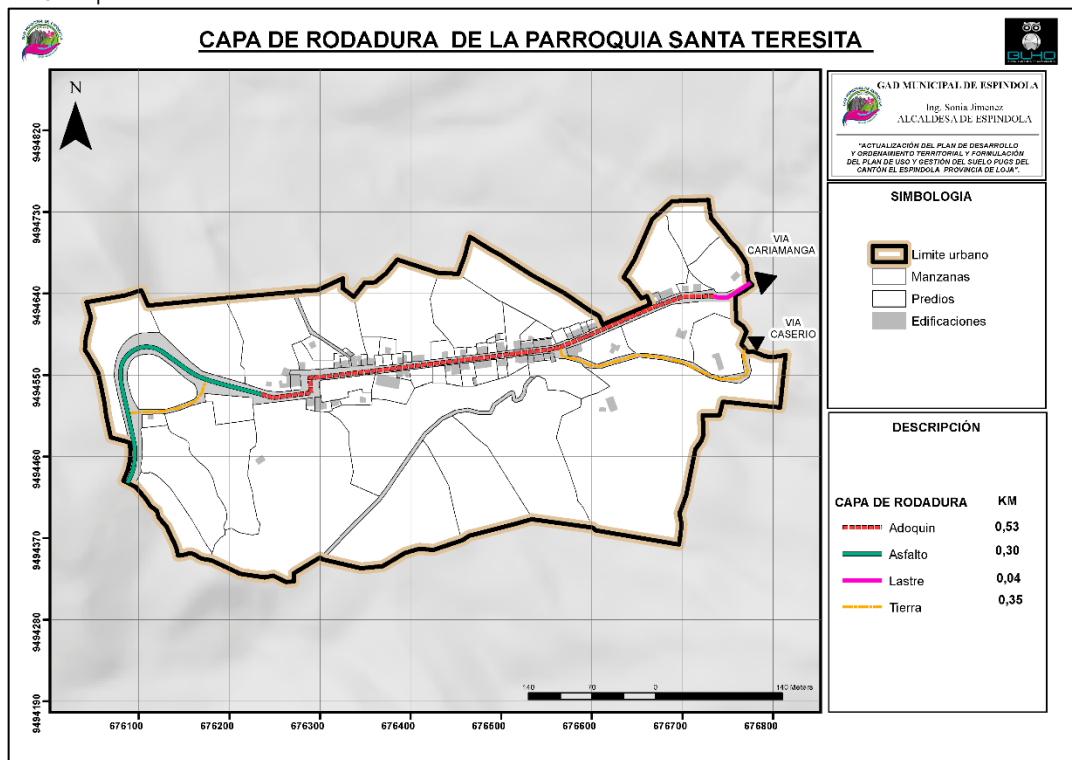 CAPA DE RODADURA DE LA PARROQUIA SANTA TERESITA
BLHO
GAD MUNICIPAL DE ESPINDOLA
Ing. Sonia Jimenez
ALCALDESA DE ESPINDOLA
"ACTUALIZACIÓN DEL PLAN DE DESARROLLO
Y ORDENAMIENTO TERRITORIAL Y FORMULACIÓN
DEL PLAN DE USO Y GESTIÓN DEL SUELO PUGS DEL
CANTÓN EL ESPINDOLA PROVINCIA DE LOJA".
SIMBOLOGIA
Limite urbano
Manzanas
Predios
Edificaciones
DESCRIPCIÓN
CAPA DE RODADURA KM
Adoquin 0,53
Asfalto 0,30
Lastre 0,04
Tierra 0,35
N
VIA
CARIAMANGA
VIA
CASERIO
9494820
9494730
9494640
9494550
9494460
9494370
9494280
9494190
140 70 0 140 Meters
676100 676200 676300 676400 676500 676600 676700 676800